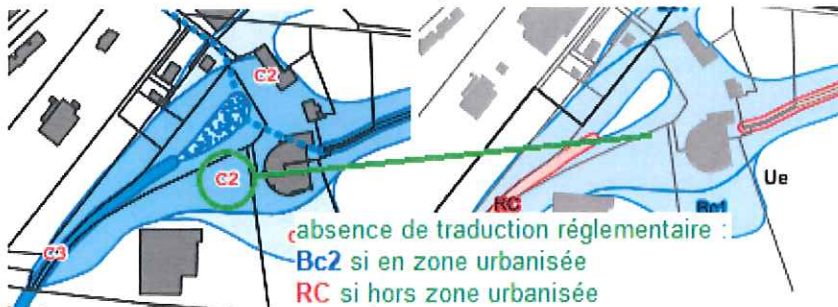 C2
C2
C3
RC
Bc1
Ue
absence de traduction réglementaire :
Bc2 si en zone urbanisée
RC si hors zone urbanisée